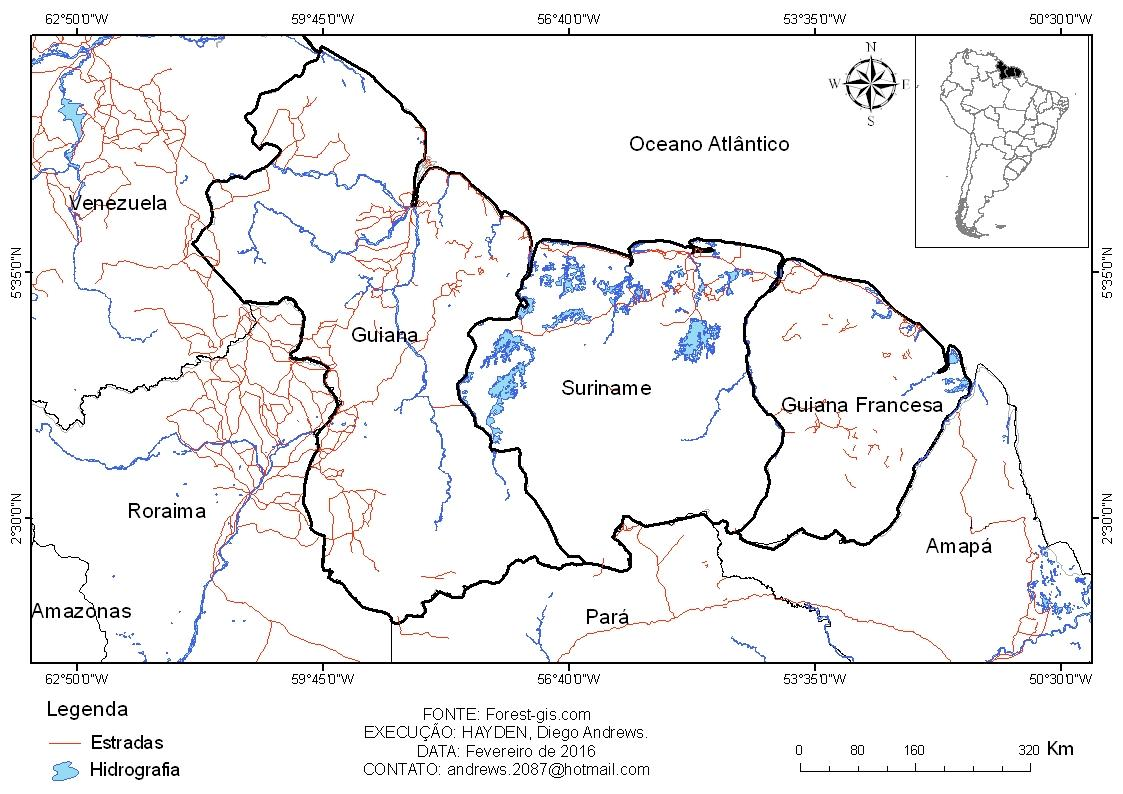 62°50'0"W 59°45'0"W 56°40'0"W 53°35'0"W 50°30'0"W
N
W E
S
Oceano Atlântico
Venezuela
5°35'0"N 5°35'0"N
Guiana
Suriname
Guiana Francesa
Roraima
2°30'0"N 2°30'0"N
Amapá
Amazonas
Pará
62°50'0"W 59°45'0"W 56°40'0"W 53°35'0"W 50°30'0"W
Legenda
Estradas
Hidrografia
FONTE: Forest-gis.com
EXECUÇÃO: HAYDEN, Diego Andrews.
DATA: Fevereiro de 2016
CONTATO: andrews.2087@hotmail.com
0 80 160 320 Km